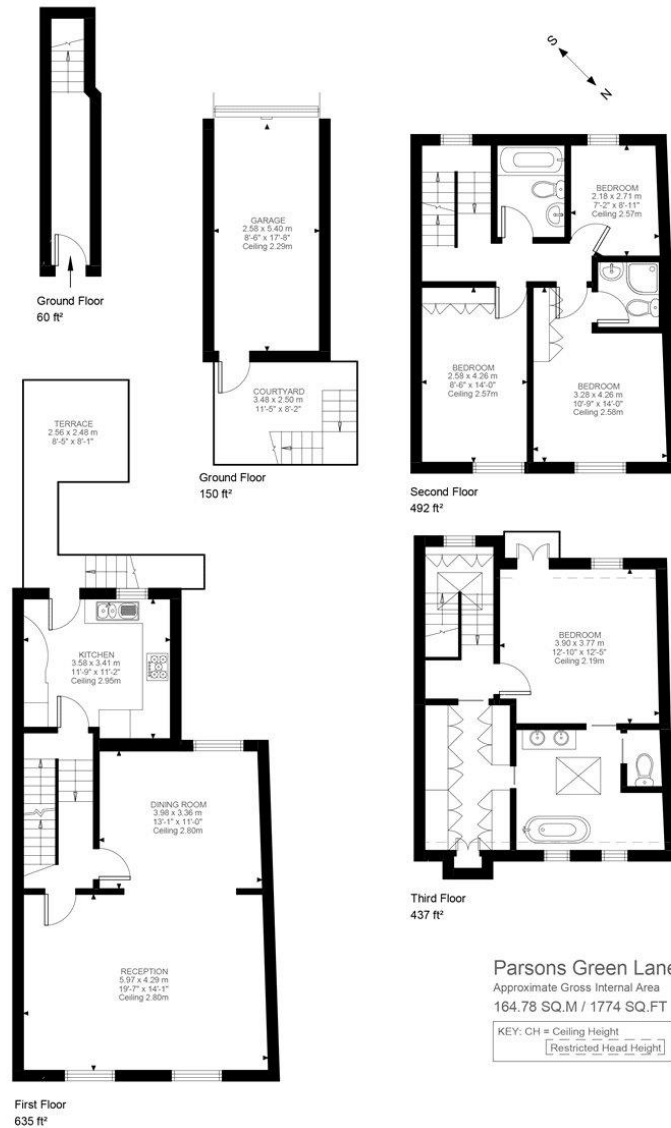 S
N
Ground Floor
60 ft²
GARAGE
2.58 x 5.40 m
8'-6" x 17'-8"
Ceiling 2.29m
COURTYARD
3.48 x 2.50 m
11'-5" x 8'-2"
Ground Floor
150 ft²
BEDROOM
2.18 x 2.71 m
7'-2" x 8'-11"
Ceiling 2.57m
BEDROOM
2.58 x 4.26 m
8'-6" x 14'-0"
Ceiling 2.57m
BEDROOM
3.28 x 4.26 m
10'-9" x 14'-0"
Ceiling 2.58m
Second Floor
492 ft²
TERRACE
2.56 x 2.48 m
8'-5" x 8'-1"
KITCHEN
3.58 x 3.41 m
11'-9" x 11'-2"
Ceiling 2.95m
DINING ROOM
3.98 x 3.36 m
13'-1" x 11'-0"
Ceiling 2.80m
RECEPTION
5.97 x 4.29 m
19'-7" x 14'-1"
Ceiling 2.80m
First Floor
635 ft²
BEDROOM
3.90 x 3.77 m
12'-10" x 12'-5"
Ceiling 2.19m
Third Floor
437 ft²
Parsons Green Lane
Approximate Gross Internal Area
164.78 SQ.M / 1774 SQ.FT
KEY: CH = Ceiling Height
Restricted Head Height